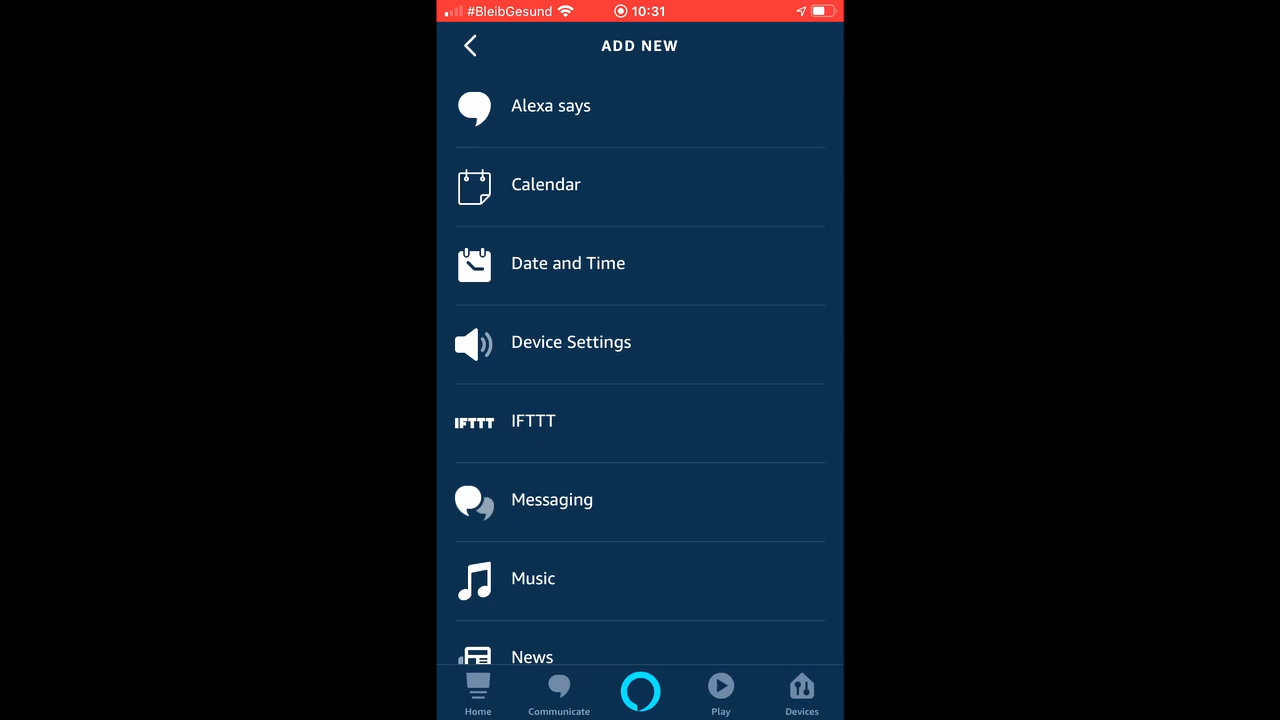 #BleibGesund 10:31
ADD NEW
Alexa says
Calendar
Date and Time
Device Settings
IFTTT IFTTT
Messaging
Music
News
Home Communicate Play Devices